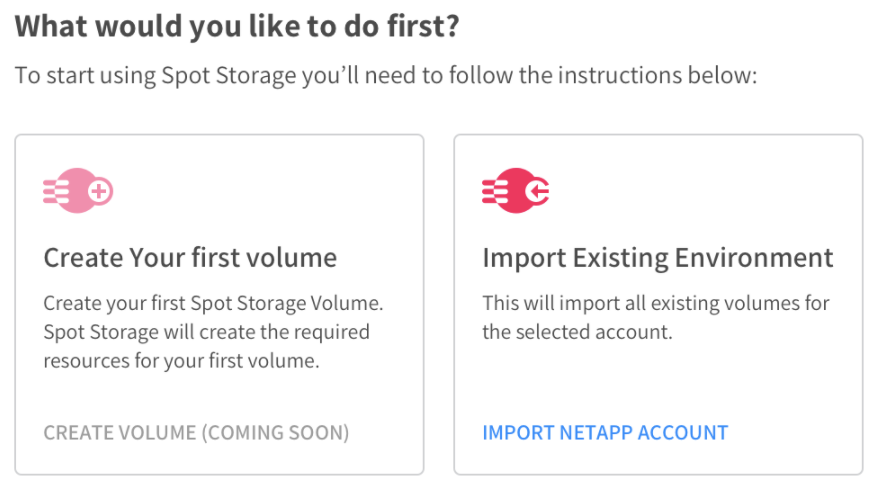 What would you like to do first?
To start using Spot Storage you’ll need to follow the instructions below:
Create Your first volume
Create your first Spot Storage Volume.
Spot Storage will create the required
resources for your first volume.
CREATE VOLUME (COMING SOON)
Import Existing Environment
This will import all existing volumes for
the selected account.
IMPORT NETAPP ACCOUNT